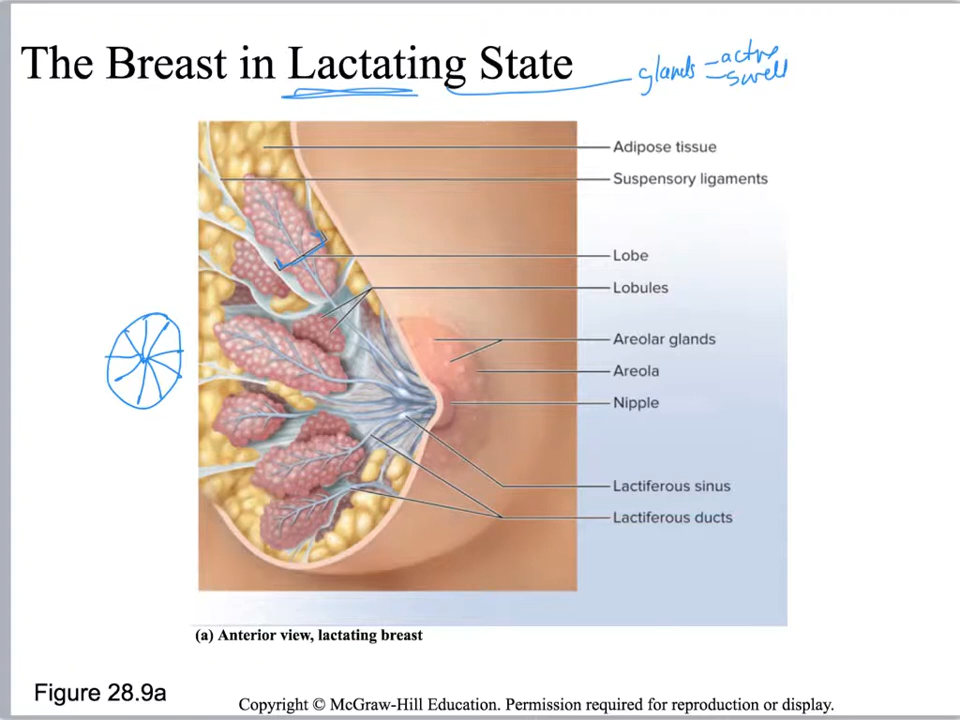 The Breast in Lactating State
glands - active
- swell
Adipose tissue
Suspensory ligaments
Lobe
Lobules
Areolar glands
Areola
Nipple
Lactiferous sinus
Lactiferous ducts
(a) Anterior view, lactating breast
Figure 28.9a
Copyright © McGraw-Hill Education. Permission required for reproduction or display.